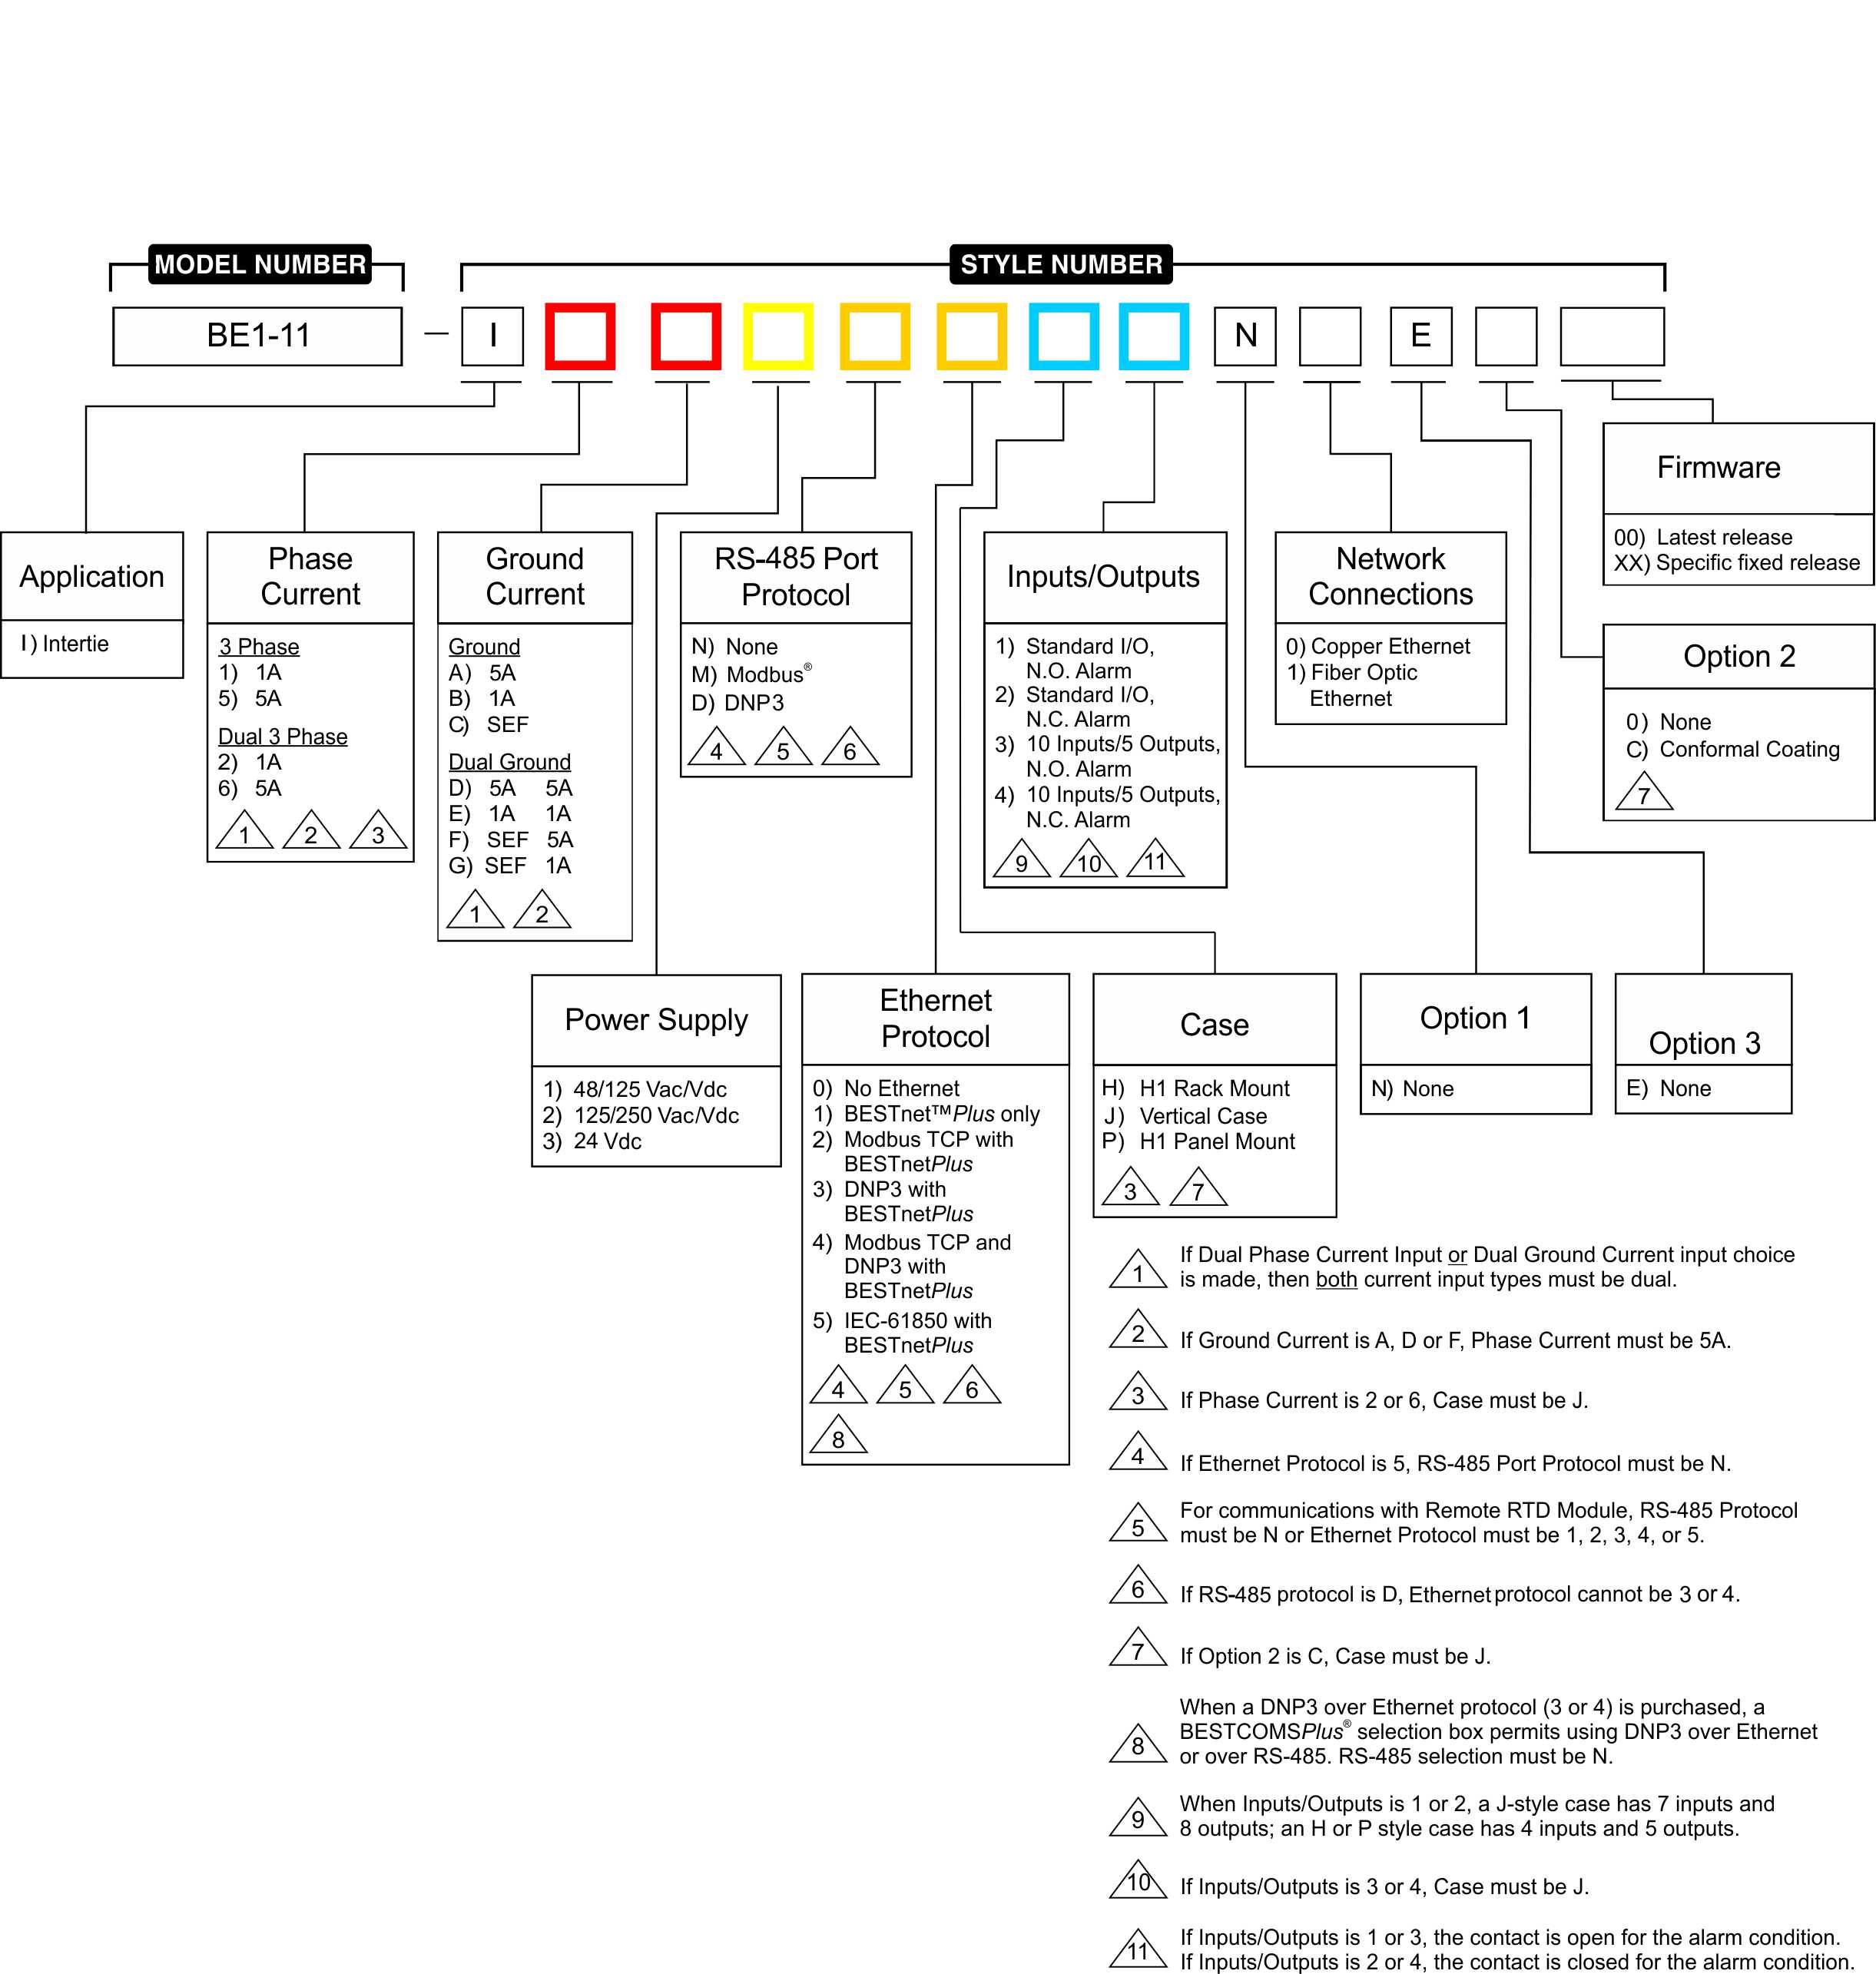 MODEL NUMBER
STYLE NUMBER
BE1-11
–
I
N
E
Firmware
00) Latest release
XX) Specific fixed release
Application
I) Intertie
Phase
Current
3 Phase
1) 1A
5) 5A
Dual 3 Phase
2) 1A
6) 5A
1 2 3
Ground
Current
Ground
A) 5A
B) 1A
C) SEF
Dual Ground
D) 5A 5A
E) 1A 1A
F) SEF 5A
G) SEF 1A
1 2
RS-485 Port
Protocol
N) None
M) Modbus®
D) DNP3
4 5 6
Inputs/Outputs
1) Standard I/O,
N.O. Alarm
2) Standard I/O,
N.C. Alarm
3) 10 Inputs/5 Outputs,
N.O. Alarm
4) 10 Inputs/5 Outputs,
N.C. Alarm
9 10 11
Network
Connections
0) Copper Ethernet
1) Fiber Optic
Ethernet
Option 2
0) None
C) Conformal Coating
7
Power Supply
1) 48/125 Vac/Vdc
2) 125/250 Vac/Vdc
3) 24 Vdc
Ethernet
Protocol
0) No Ethernet
1) BESTnet™Plus only
2) Modbus TCP with
BESTnetPlus
3) DNP3 with
BESTnetPlus
4) Modbus TCP and
DNP3 with
BESTnetPlus
5) IEC-61850 with
BESTnetPlus
4 5 6
8
Case
H) H1 Rack Mount
J) Vertical Case
P) H1 Panel Mount
3 7
Option 1
N) None
Option 3
E) None
1 If Dual Phase Current Input or Dual Ground Current input choice
is made, then both current input types must be dual.
2 If Ground Current is A, D or F, Phase Current must be 5A.
3 If Phase Current is 2 or 6, Case must be J.
4 If Ethernet Protocol is 5, RS-485 Port Protocol must be N.
5 For communications with Remote RTD Module, RS-485 Protocol
must be N or Ethernet Protocol must be 1, 2, 3, 4, or 5.
6 If RS-485 protocol is D, Ethernet protocol cannot be 3 or 4.
7 If Option 2 is C, Case must be J.
When a DNP3 over Ethernet protocol (3 or 4) is purchased, a
8 BESTCOMSPlus® selection box permits using DNP3 over Ethernet
or over RS-485. RS-485 selection must be N.
9 When Inputs/Outputs is 1 or 2, a J-style case has 7 inputs and
8 outputs; an H or P style case has 4 inputs and 5 outputs.
10 If Inputs/Outputs is 3 or 4, Case must be J.
11 If Inputs/Outputs is 1 or 3, the contact is open for the alarm condition.
If Inputs/Outputs is 2 or 4, the contact is closed for the alarm condition.